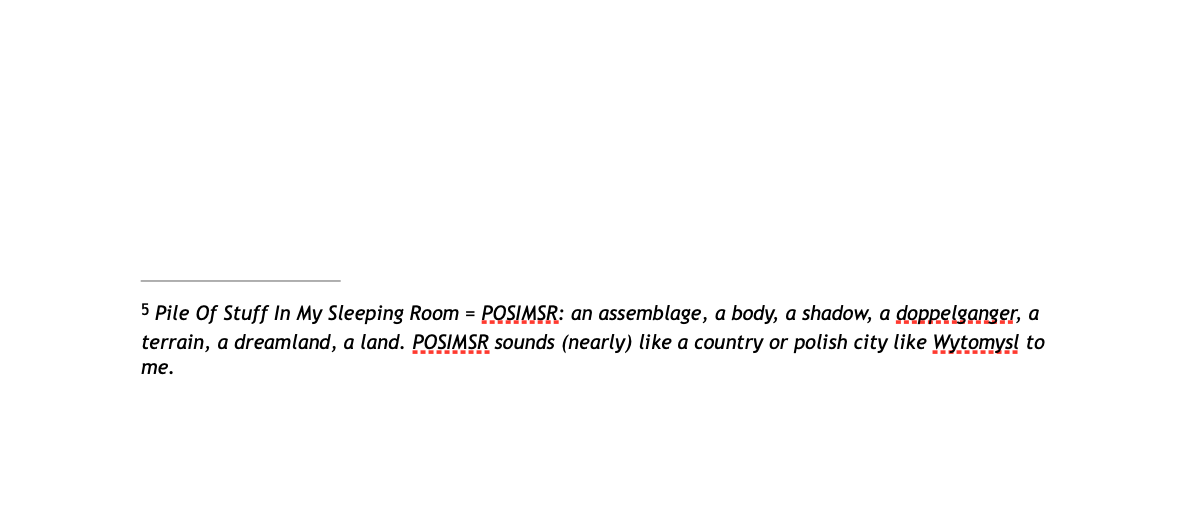 5 Pile Of Stuff In My Sleeping Room = POSIMSR: an assemblage, a body, a shadow, a doppelganger, a
terrain, a dreamland, a land. POSIMSR sounds (nearly) like a country or polish city like Wytomysl to
me.